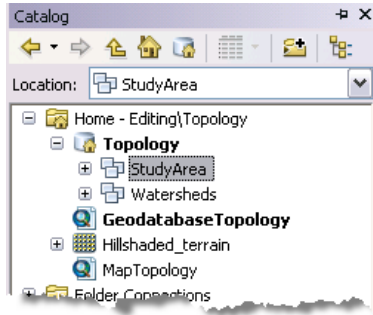 Catalog
Location: StudyArea
Home - Editing\Topology
Topology
StudyArea
Watersheds
GeodatabaseTopology
Hillshaded_terrain
MapTopology
Folder Connections